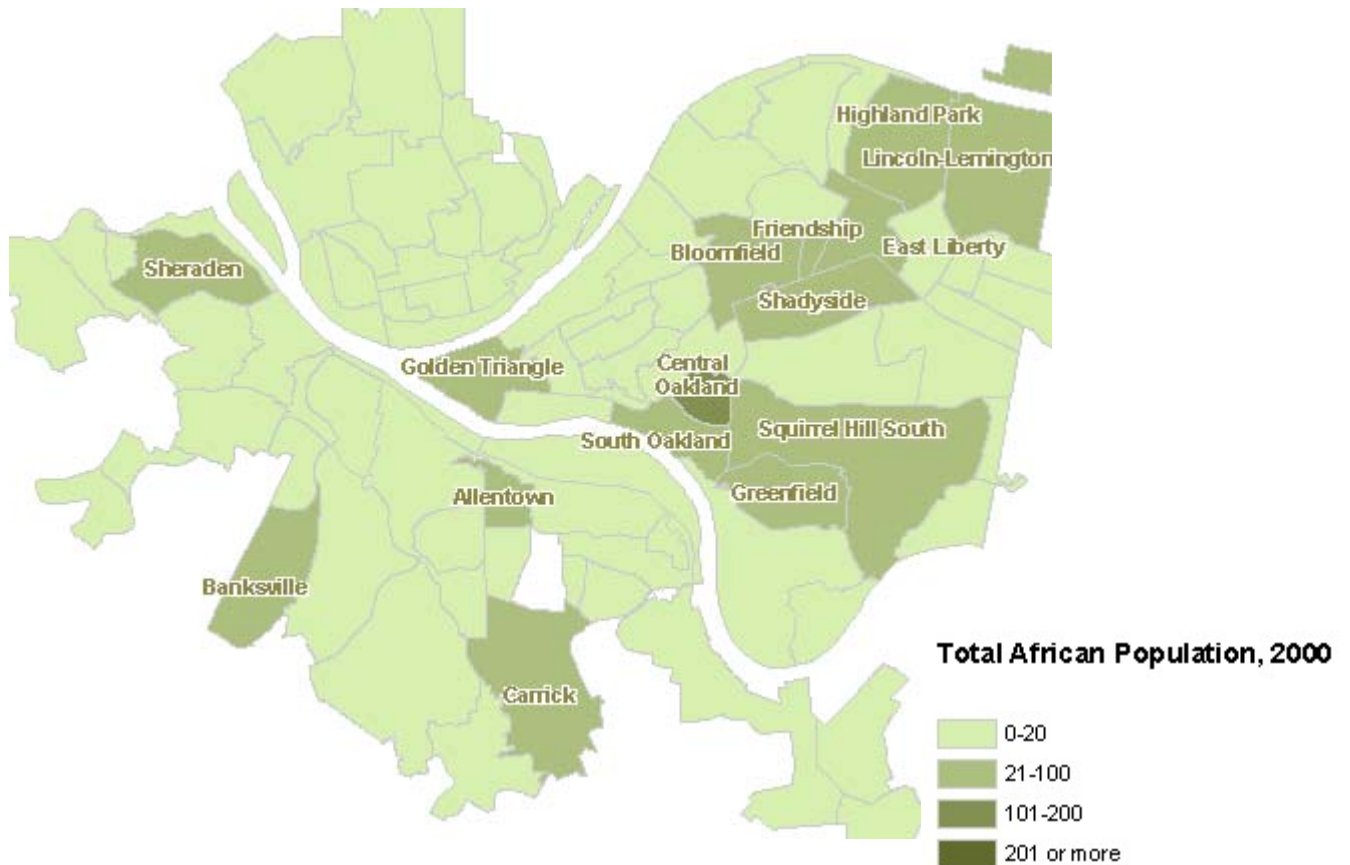 Highland Park
Lincoln-Lemington
Friendship
Bloomfield
East Liberty
Sheraden
Shadyside
Golden Triangle
Central
Oakland
South Oakland
Squirrel Hill South
Allentown
Greenfield
Banksville
Carrick
Total African Population, 2000
0-20
21-100
101-200
201 or more